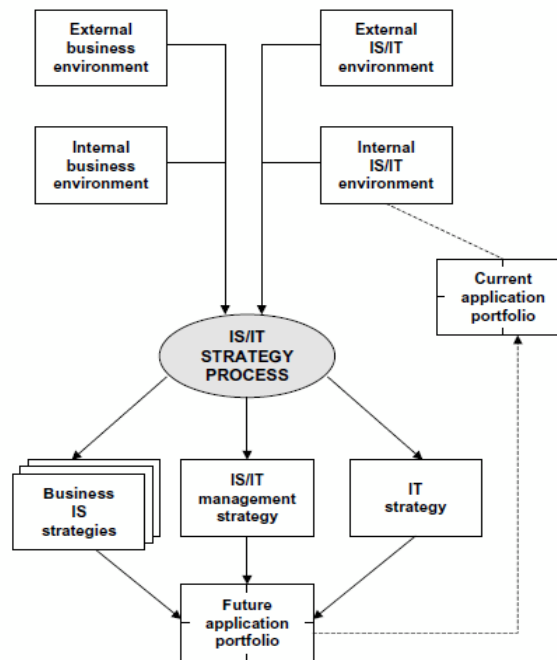 External
business
environment
External
IS/IT
environment
Internal
business
environment
Internal
IS/IT
environment
Current
application
portfolio
IS/IT
STRATEGY
PROCESS
Business
IS
strategies
IS/IT
management
strategy
IT
strategy
Future
application
portfolio